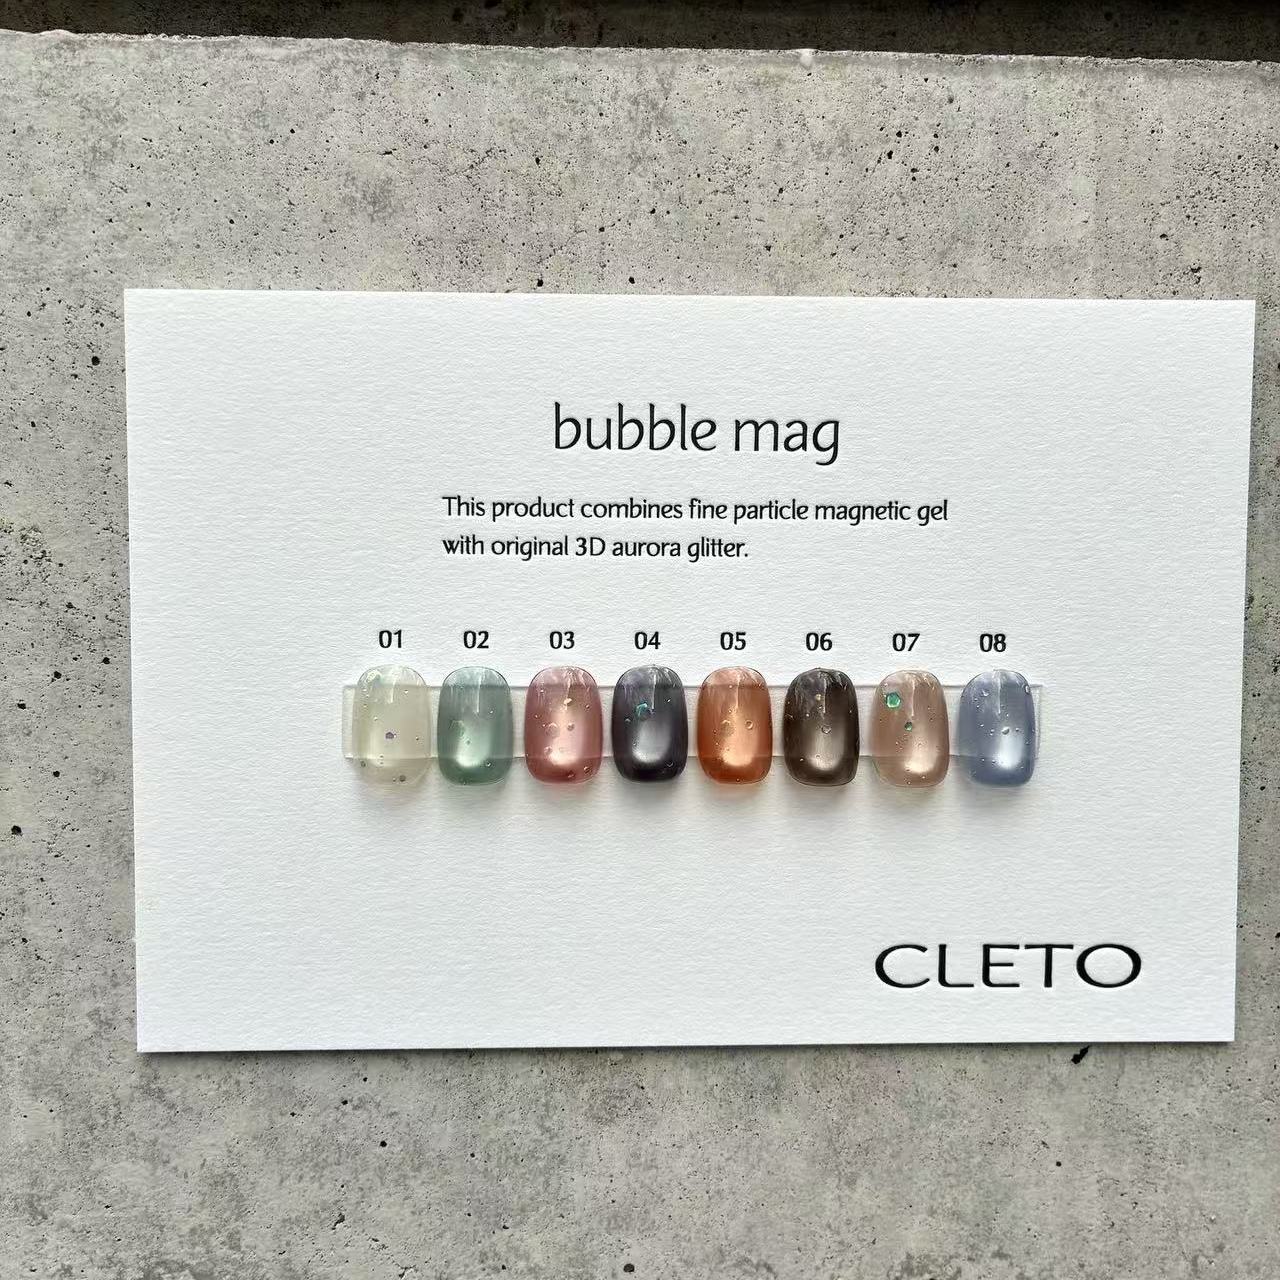 bubble mag
This product combines fine particle magnetic gel
with original 3D aurora glitter.
01 02 03 04 05 06 07 08
CLETO